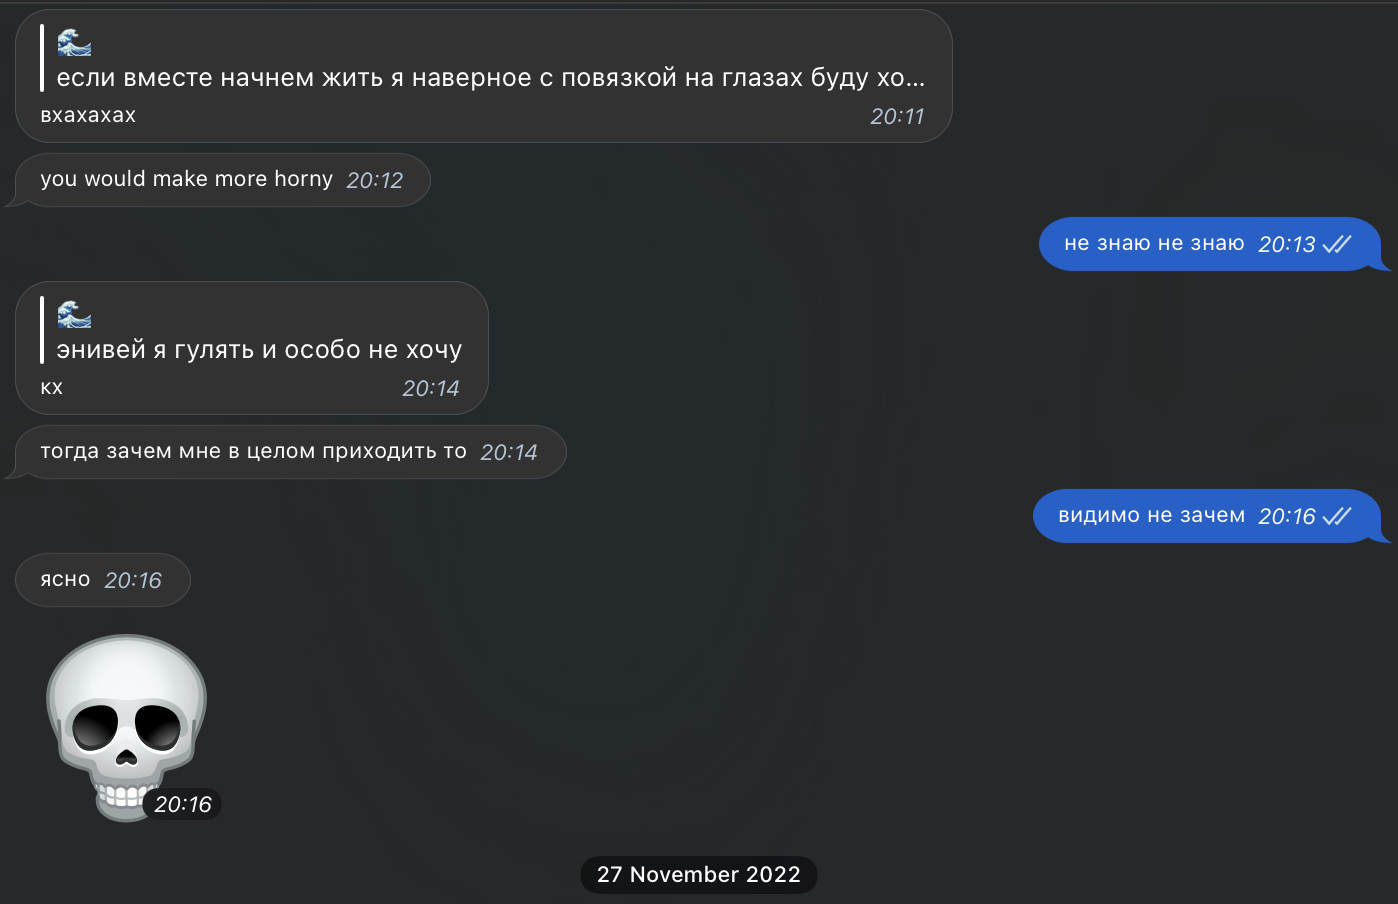 🌊
если вместе начнем жить я наверное с повязкой на глазах буду хо...
вхахахах 20:11
you would make more horny 20:12
не знаю не знаю 20:13
🌊
энивей я гулять и особо не хочу
кх 20:14
тогда зачем мне в целом приходить то 20:14
видимо не зачем 20:16
ясно 20:16
20:16
27 November 2022